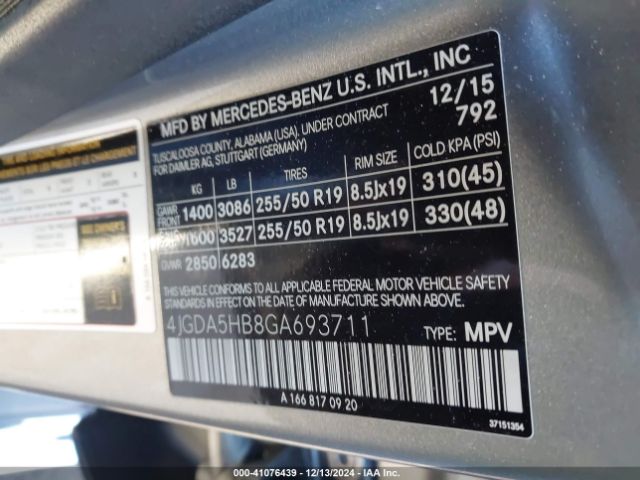 MFD BY MERCEDES-BENZ U.S. INTL., INC
TUSCALOOSA COUNTY, ALABAMA (USA), UNDER CONTRACT 12/15
FOR DAIMLER AG, STUTTGART (GERMANY) 792
KG LB TIRES RIM SIZE COLD KPA(PSI)
GAWR FRONT 1400 3086 255/50 R19 8.5Jx19 310(45)
1600 3527 255/50 R19 8.5Jx19 330(48)
GVWR 2850 6283
THIS VEHICLE CONFORMS TO ALL APPLICABLE FEDERAL MOTOR VEHICLE SAFETY
STANDARDS IN EFFECT ON THE DATE OF MANUFACTURE SHOWN ABOVE.
4JGDA5HB8GA693711 TYPE: MPV
A 166 817 09 20
37151354
000-41076439 - 12/13/2024 - IAA Inc.